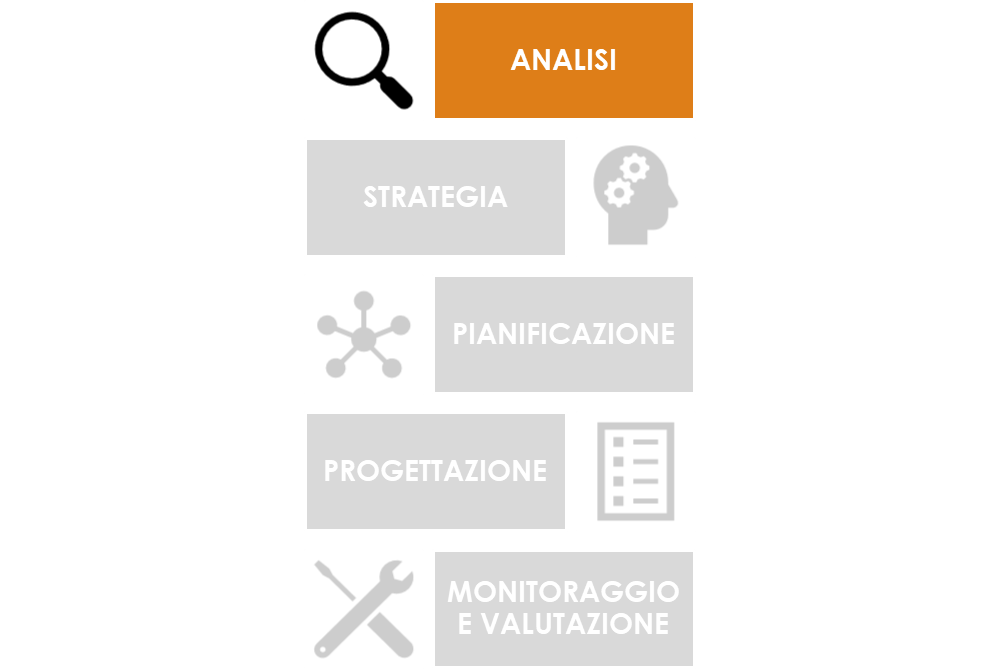 ANALISI
STRATEGIA
PIANIFICAZIONE
PROGETTAZIONE
MONITORAGGIO
E VALUTAZIONE